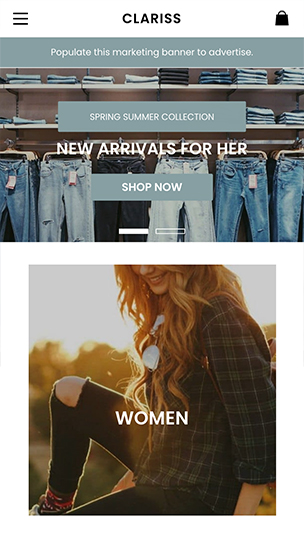 CLARISS
Populate this marketing banner to advertise.
SPRING SUMMER COLLECTION
NEW ARRIVALS FOR HER
SHOP NOW
WOMEN